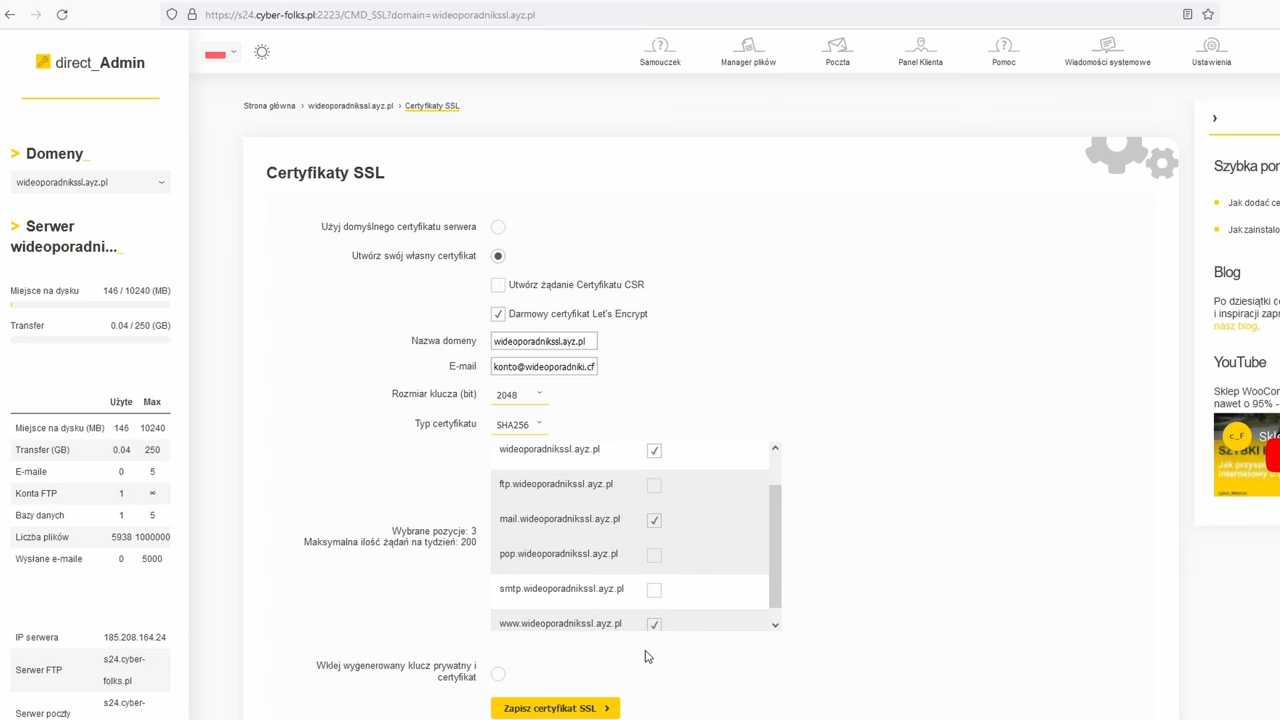 https://s24.cyber-folks.pl:2223/CMD_SSL?domain=wideoporadnikssl.ayz.pl
direct_Admin
Samouczek
Manager plików
Poczta
Panel Klienta
Pomoc
Wiadomości systemowe
Ustawienia
Strona główna › wideoporadnikssl.ayz.pl › Certyfikaty SSL
> Domeny_
wideoporadnikssl.ayz.pl
> Serwer
wideoporadni..._
Miejsce na dysku 146 / 10240 (MB)
Transfer 0.04 / 250 (GB)
Użyte Max
Miejsce na dysku (MB) 146 10240
Transfer (GB) 0.04 250
E-maile 0 5
Konta FTP 1 ∞
Bazy danych 1 5
Liczba plików 5938 1000000
Wysłane e-maile 0 5000
IP serwera 185.208.164.24
Serwer FTP s24.cyber-
folks.pl
Serwer poczty s24.cyber-
Certyfikaty SSL
Użyj domyślnego certyfikatu serwera
Utwórz swój własny certyfikat
Utwórz żądanie Certyfikatu CSR
Darmowy certyfikat Let's Encrypt
Nazwa domeny wideoporadnikssl.ayz.pl
E-mail konto@wideoporadniki.cf
Rozmiar klucza (bit) 2048
Typ certyfikatu SHA256
wideoporadnikssl.ayz.pl
ftp.wideoporadnikssl.ayz.pl
mail.wideoporadnikssl.ayz.pl
pop.wideoporadnikssl.ayz.pl
smtp.wideoporadnikssl.ayz.pl
www.wideoporadnikssl.ayz.pl
Wybrane pozycje: 3
Maksymalna ilość żądań na tydzień: 200
Wklej wygenerowany klucz prywatny i
certyfikat
Zapisz certyfikat SSL >
›
Szybka por
Jak dodać ce
Jak zainstalo
Blog
Po dziesiątki c
i inspiracji zap
nasz blog.
YouTube
Sklep WooCon
nawet o 95% -
c_F
Skle